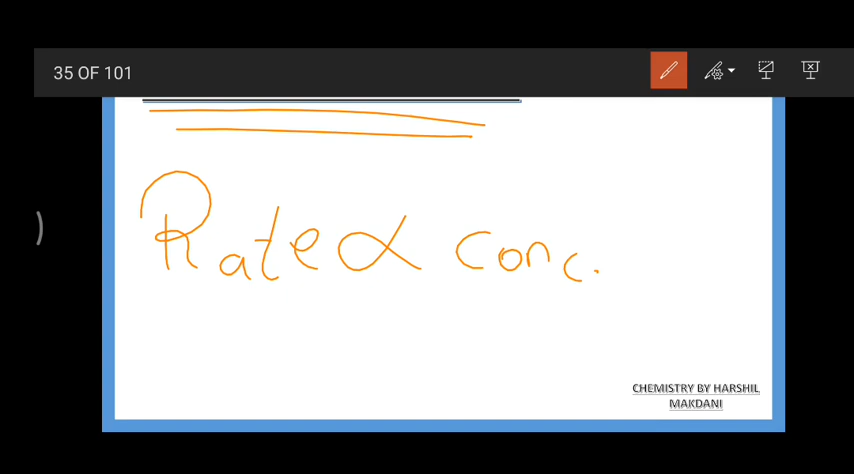 35 OF 101
Rate ∝ conc.
CHEMISTRY BY HARSHIL
MAKDANI